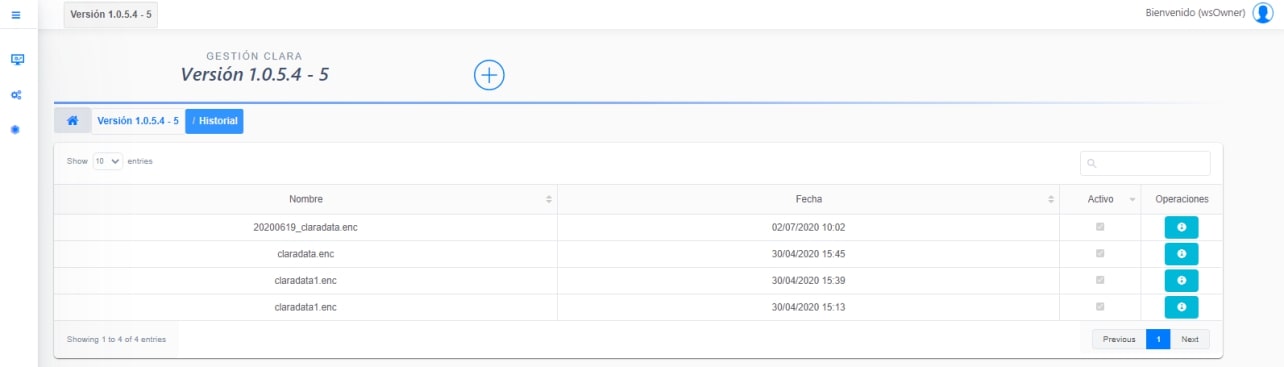 Versión 1.0.5.4 - 5
Bienvenido (wsOwner)
GESTIÓN CLARA
Versión 1.0.5.4 - 5
Versión 1.0.5.4 - 5 / Historial
Show 10 entries
Nombre Fecha Activo Operaciones
20200619_claradata.enc 02/07/2020 10:02
claradata.enc 30/04/2020 15:45
claradata1.enc 30/04/2020 15:39
claradata1.enc 30/04/2020 15:13
Showing 1 to 4 of 4 entries
Previous 1 Next